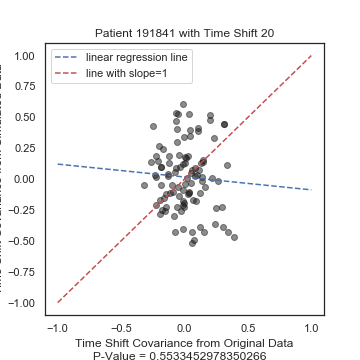 Patient 191841 with Time Shift 20
linear regression line
line with slope=1
1.00
0.75
0.50
0.25
0.00
−0.25
−0.50
−0.75
−1.00
−1.0
−0.5
0.0
0.5
1.0
Time Shift Covariance from Original Data
P-Value = 0.5533452978350266